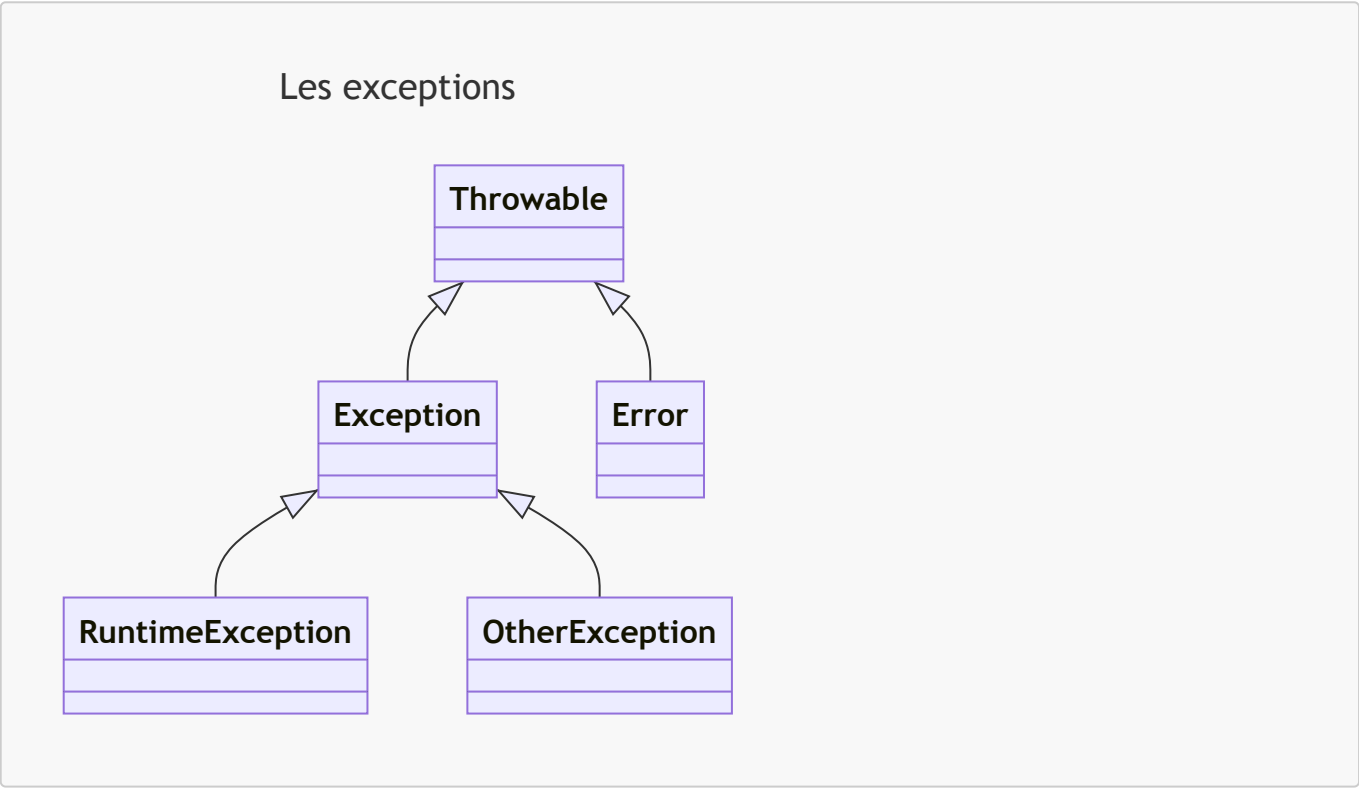 Les exceptions
Throwable
Exception
Error
RuntimeException
OtherException